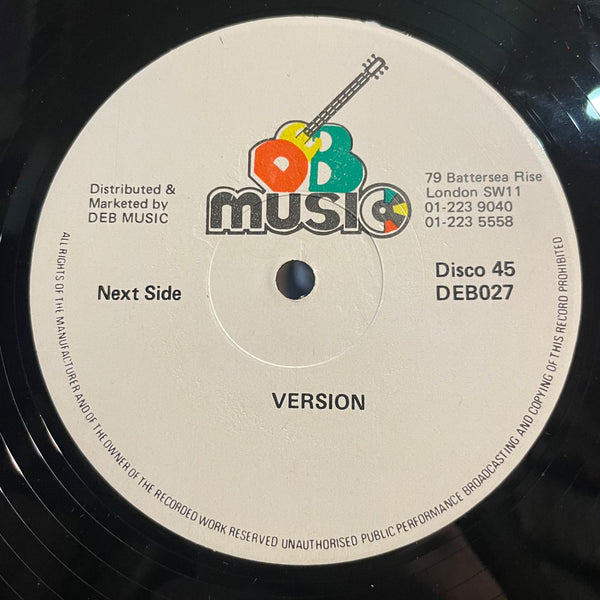 DEB
MUSIC
Distributed &
Marketed by
DEB MUSIC
79 Battersea Rise
London SW11
01-223 9040
01-223 5558
Next Side
Disco 45
DEB027
VERSION
ALL RIGHTS OF THE MANUFACTURER AND OF THE OWNER OF THE RECORDED WORK RESERVED UNAUTHORISED PUBLIC PERFORMANCE BROADCASTING AND COPYING OF THIS RECORD PROHIBITED